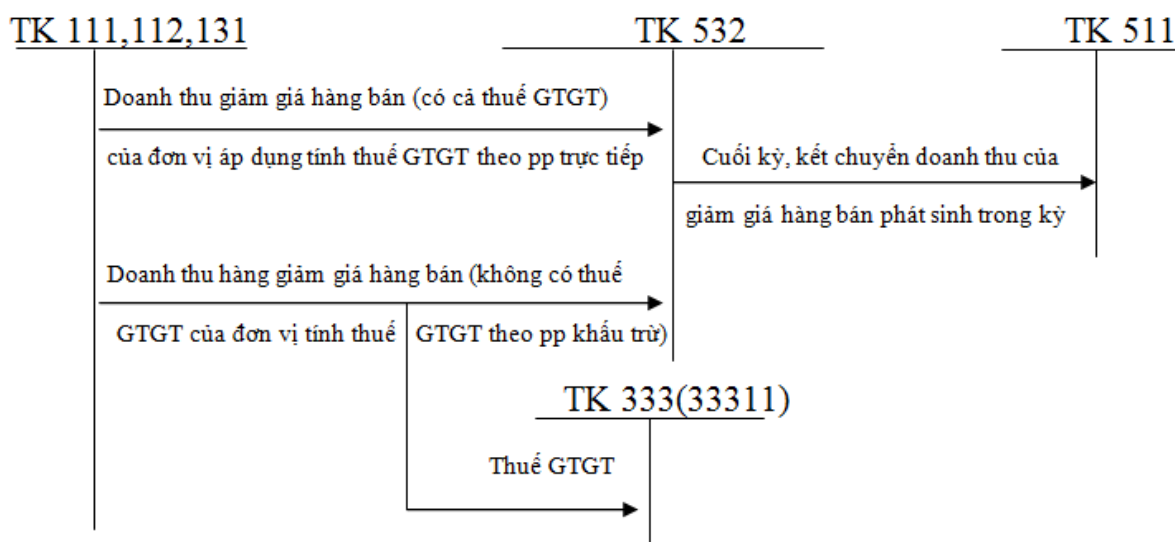 TK 111,112,131
TK 532
TK 511
Doanh thu giảm giá hàng bán (có cả thuế GTGT)
của đơn vị áp dụng tính thuế GTGT theo pp trực tiếp
Cuối kỳ, kết chuyển doanh thu của
giảm giá hàng bán phát sinh trong kỳ
Doanh thu hàng giảm giá hàng bán (không có thuế
GTGT của đơn vị tính thuế GTGT theo pp khấu trừ)
TK 333(33311)
Thuế GTGT